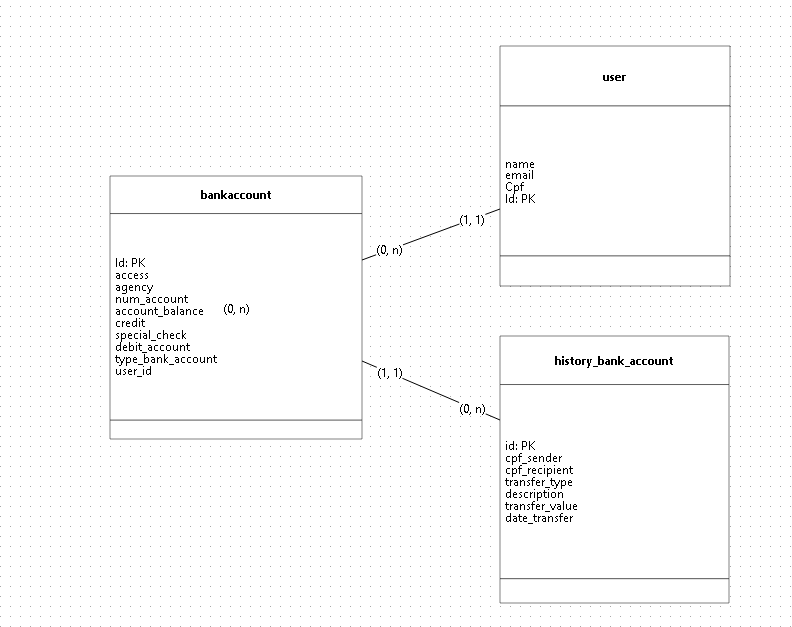 user
name
email
Cpf
Id: PK
bankaccount
Id: PK
access
agency
num_account
account_balance (0, n)
credit
special_check
debit_account
type_bank_account
user_id
(0, n)
(1, 1)
(1, 1)
(0, n)
history_bank_account
id: PK
cpf_sender
cpf_recipient
transfer_type
description
transfer_value
date_transfer